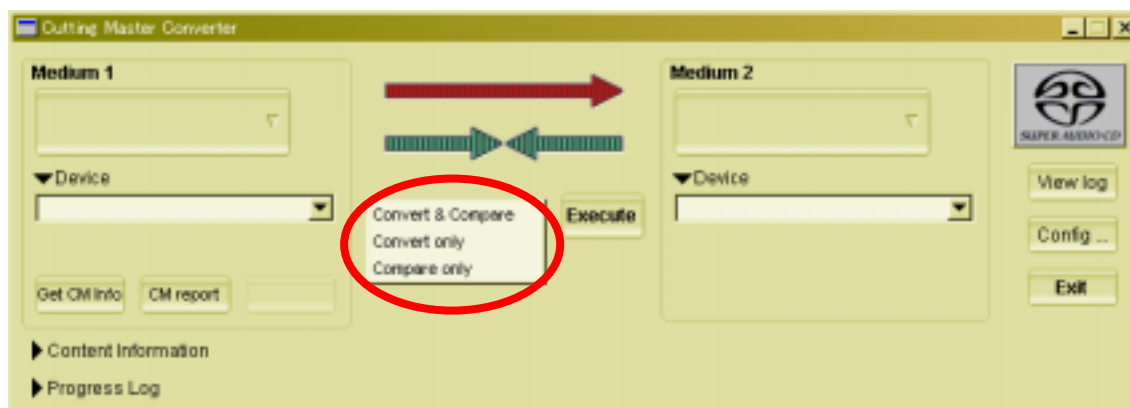 Cutting Master Converter
Medium 1
Medium 2
SUPER AUDIO CD
Device
Device
View log
Convert & Compare
Execute
Convert only
Config ...
Compare only
Get CM Info
CM report
Exit
Content Information
Progress Log